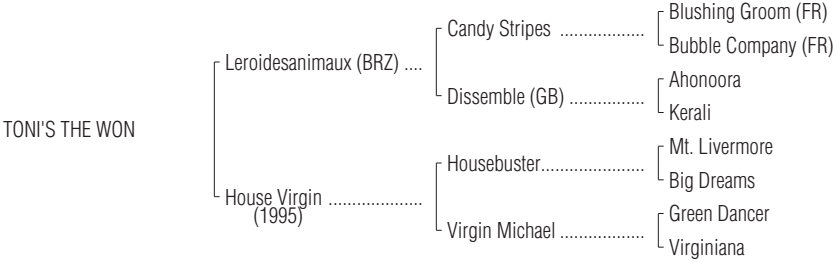 Blushing Groom (FR)
Candy Stripes ..................
Bubble Company (FR)
Leroidesanimaux (BRZ) ....
Ahonoora
Dissemble (GB) ................
Kerali
TONI'S THE WON
Mt. Livermore
Housebuster......................
Big Dreams
House Virgin ....................
(1995)
Green Dancer
Virgin Michael ..................
Virginiana